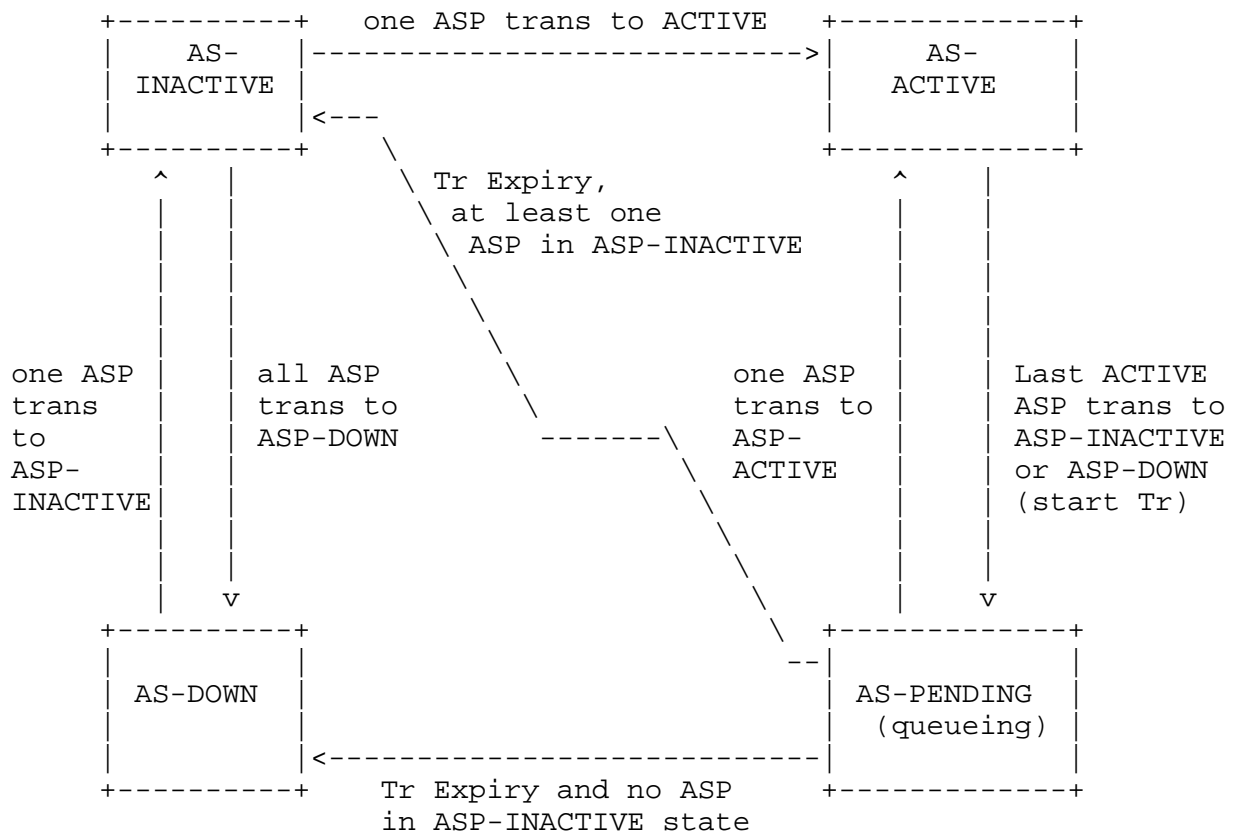 one ASP trans to ACTIVE
AS-
INACTIVE
AS-
ACTIVE
Tr Expiry,
at least one
ASP in ASP-INACTIVE
one ASP
trans
to
ASP-
INACTIVE
all ASP
trans to
ASP-DOWN
one ASP
trans to
ASP-
ACTIVE
Last ACTIVE
ASP trans to
ASP-INACTIVE
or ASP-DOWN
(start Tr)
AS-DOWN
AS-PENDING
(queueing)
Tr Expiry and no ASP
in ASP-INACTIVE state